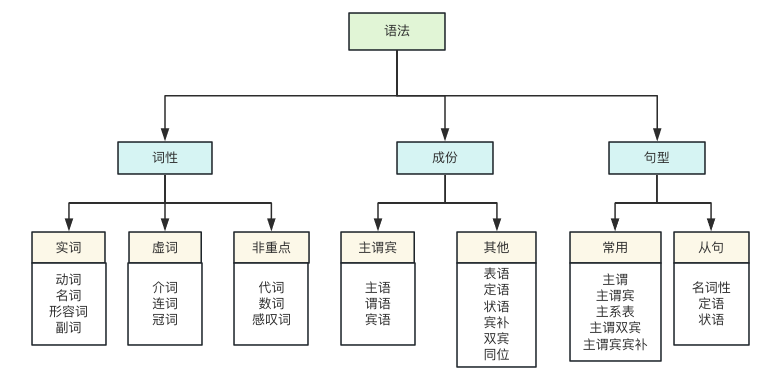 语法
词性
成份
句型
实词
虚词
非重点
主谓宾
其他
常用
从句
动词
名词
形容词
副词
介词
连词
冠词
代词
数词
感叹词
主语
谓语
宾语
表语
定语
状语
宾补
双宾
同位
主谓
主谓宾
主系表
主谓双宾
主谓宾宾补
名词性
定语
状语